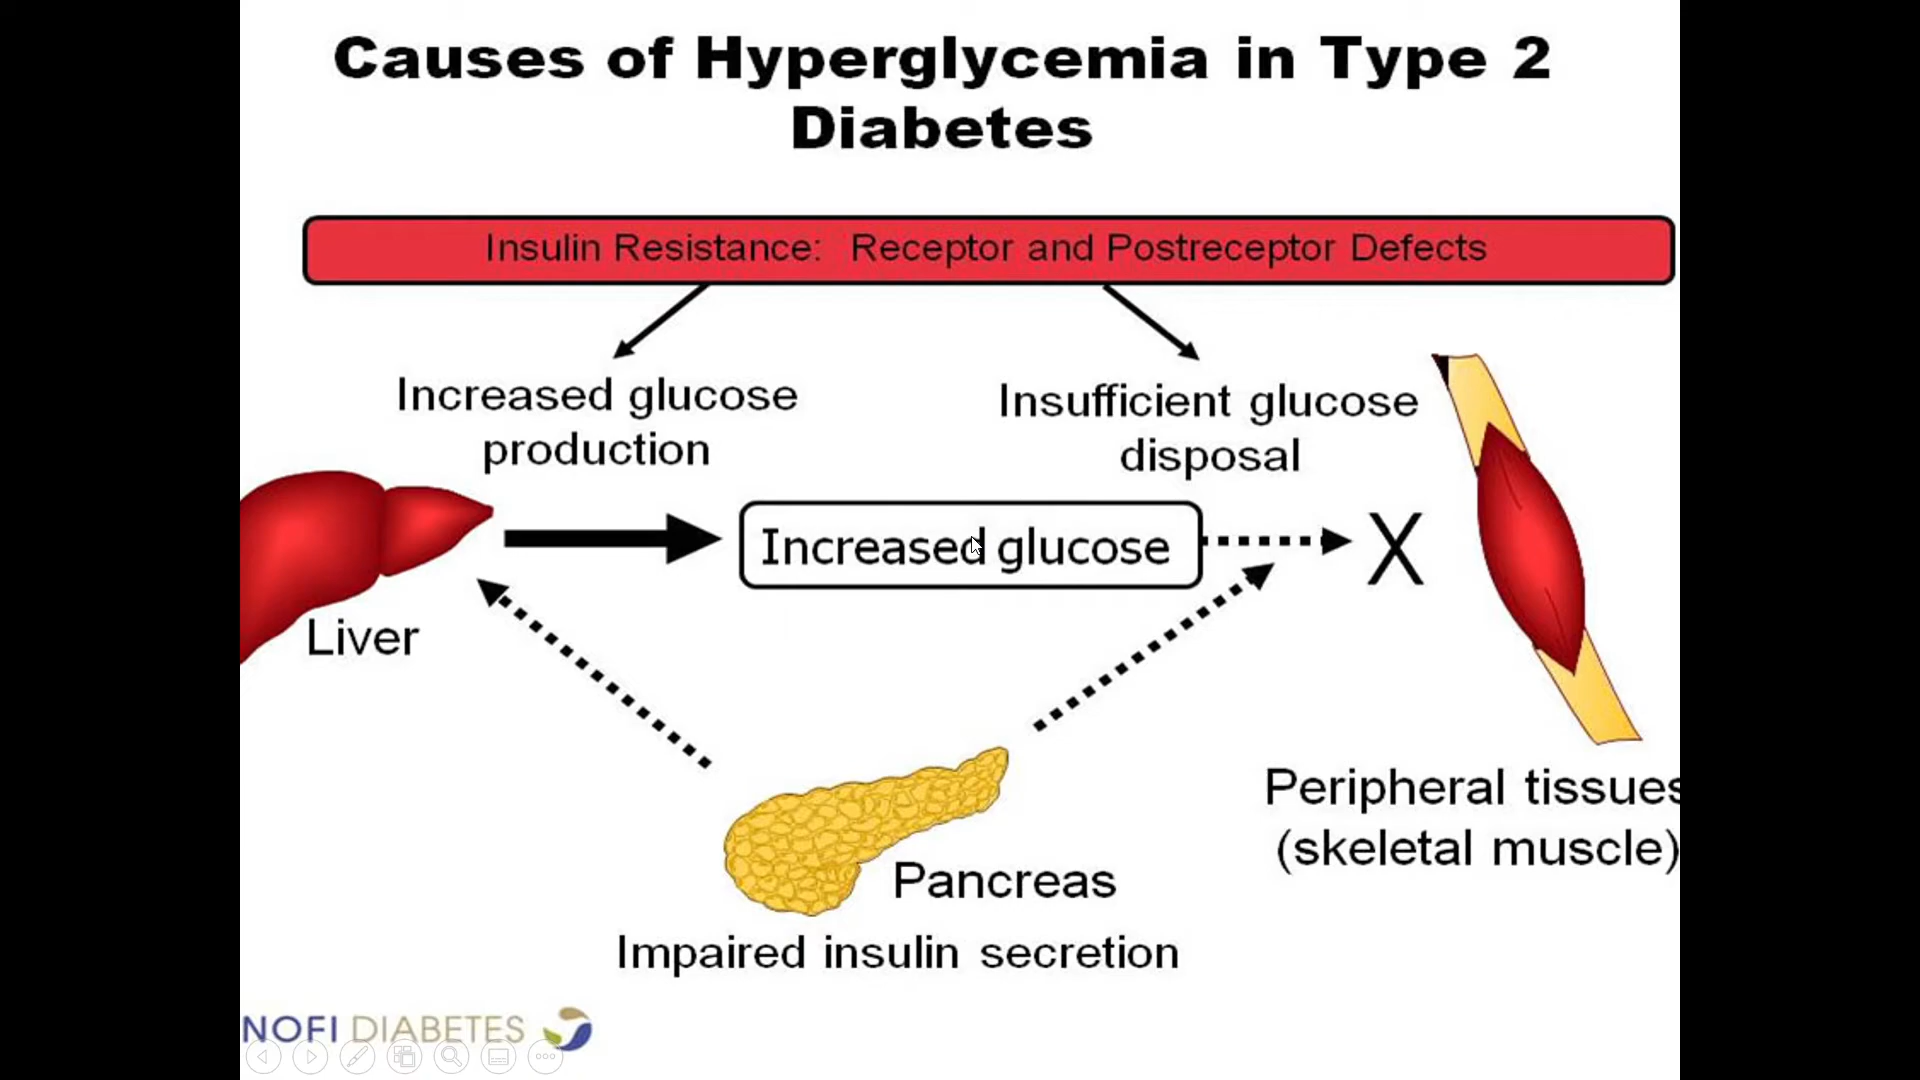 Causes of Hyperglycemia in Type 2
Diabetes
Insulin Resistance: Receptor and Postreceptor Defects
Increased glucose
production
Insufficient glucose
disposal
Increased glucose
X
Liver
Peripheral tissues
(skeletal muscle)
Pancreas
Impaired insulin secretion
NOFI DIABETES